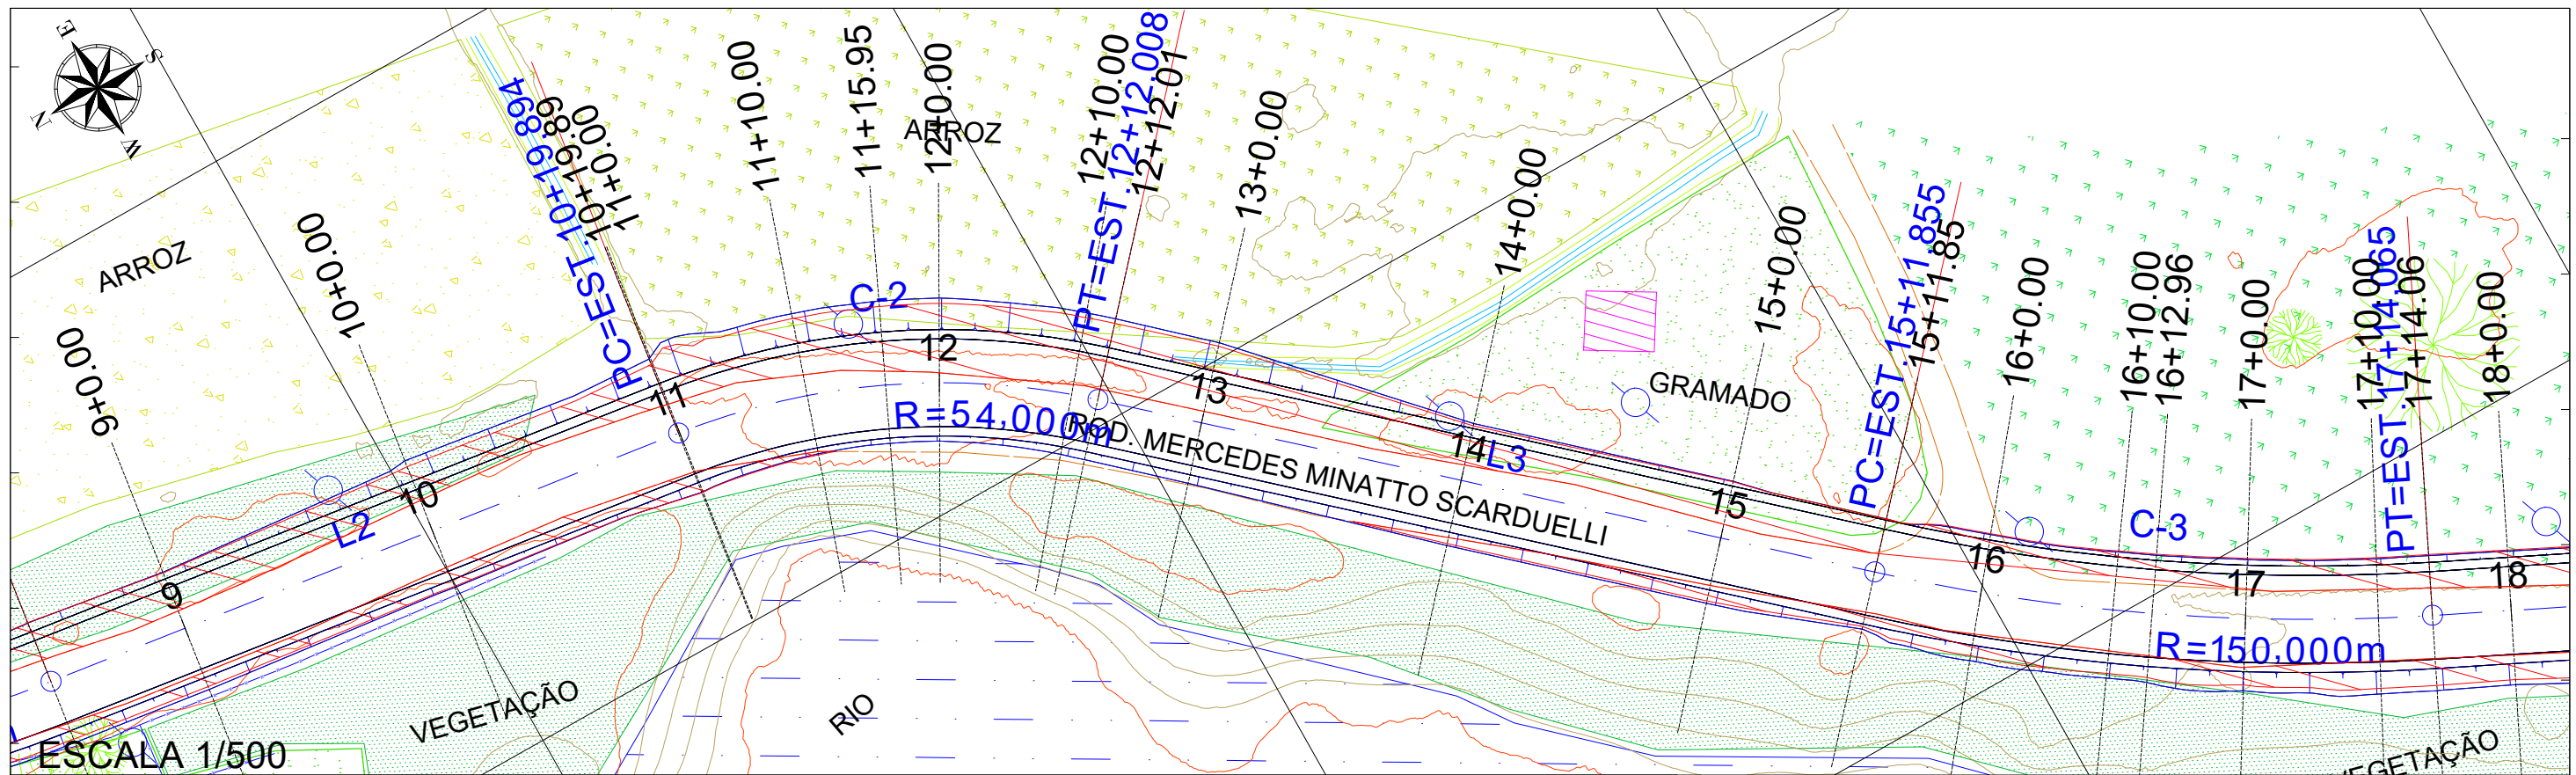 E
S
N
W
ARROZ
9+0.00
10+0.00
PC=EST.10+19.894
10+19.89
11+0.00
11+10.00
11+15.95
12+0.00
ARROZ
12+10.00
PT=EST.12+12.008
12+12.01
13+0.00
14+0.00
15+0.00
PC=EST.15+11.855
15+11.85
16+0.00
16+10.00
16+12.96
17+0.00
17+10.00
PT=EST.17+14.065
17+14.06
18+0.00
C-2
GRAMADO
C-3
9
10
11
12
13
14
15
16
17
18
L2
L3
R=54,000m
ROD. MERCEDES MINATTO SCARDUELLI
R=150,000m
VEGETAÇÃO
RIO
VEGETAÇÃO
ESCALA 1/500